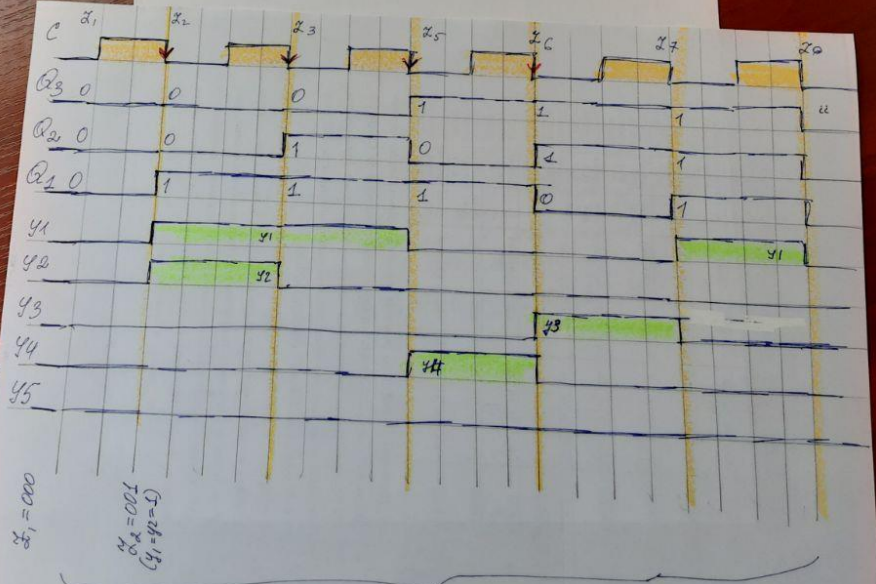 C Z1 Z2 Z3 Z5 Z6 Z7 Z0
Q3 0 0 0 1 1 1 u
Q2 0 0 1 0 1 1
Q1 0 1 1 1 0 1
y1 y1 y1
y2 y2
y3 y3
y4 y4
y5
Z1=000
Z2=001
(y1=y2=1)